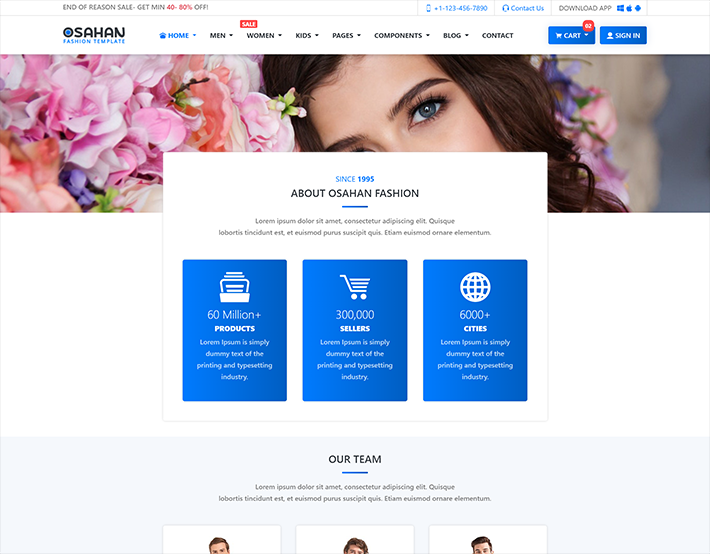 END OF REASON SALE- GET MIN 40- 80% OFF!
+1-123-456-7890
Contact Us
DOWNLOAD APP
OSAHAN
FASHION TEMPLATE
HOME
MEN
SALE
WOMEN
KIDS
PAGES
COMPONENTS
BLOG
CONTACT
CART
02
SIGN IN
SINCE 1995
ABOUT OSAHAN FASHION
Lorem ipsum dolor sit amet, consectetur adipiscing elit. Quisque
lobortis tincidunt est, et euismod purus suscipit quis. Etiam euismod ornare elementum.
60 Million+
PRODUCTS
Lorem Ipsum is simply
dummy text of the
printing and typesetting
industry.
300,000
SELLERS
Lorem Ipsum is simply
dummy text of the
printing and typesetting
industry.
6000+
CITIES
Lorem Ipsum is simply
dummy text of the
printing and typesetting
industry.
OUR TEAM
Lorem ipsum dolor sit amet, consectetur adipiscing elit. Quisque
lobortis tincidunt est, et euismod purus suscipit quis. Etiam euismod ornare elementum.